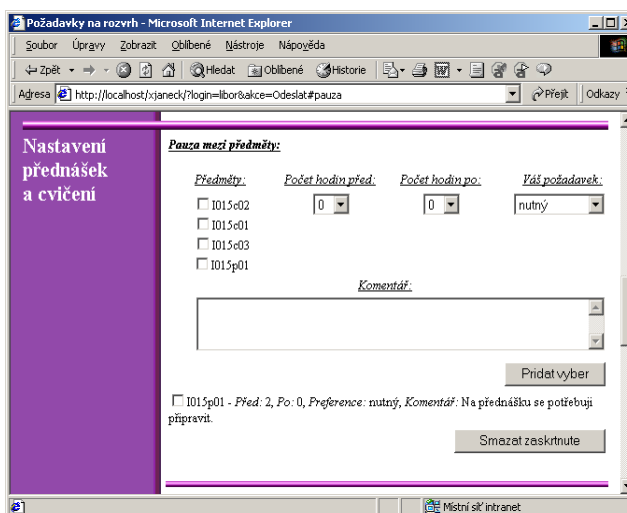 Požadavky na rozvrh - Microsoft Internet Explorer
Soubor Úpravy Zobrazit Oblíbené Nástroje Nápověda
Zpět Hledat Oblíbené Historie
Adresa http://localhost/xjaneck/?login=libor&akce=Odeslat#pauza Přejít Odkazy
Nastavení
přednášek
a cvičení
Pauza mezi předměty:
Předměty: Počet hodin před: Počet hodin po: Váš požadavek:
I015c02 0 0 nutný
I015c01
I015c03
I015p01
Komentář:
Pridat vyber
I015p01 - Před: 2, Po: 0, Preference: nutný, Komentář: Na přednášku se potřebuji
připravit.
Smazat zaskrtnute
Místní síť intranet